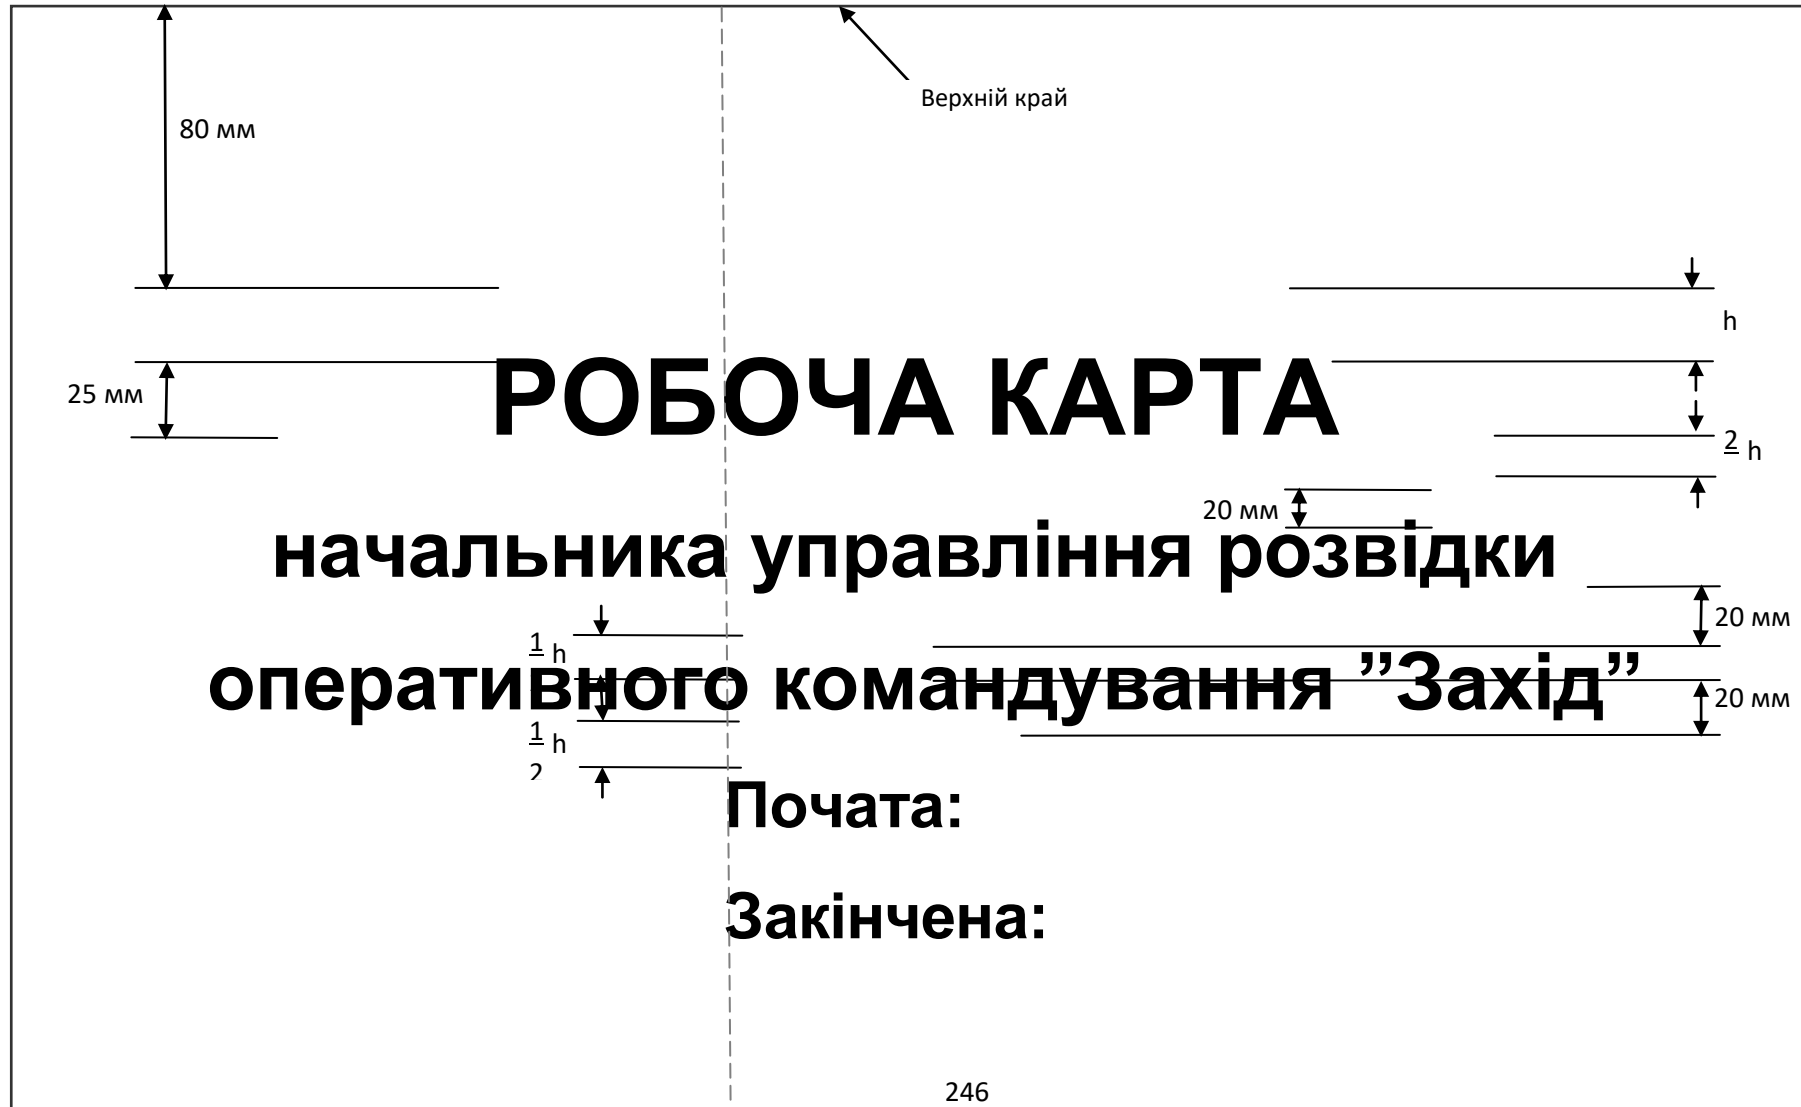 Верхній край
80 мм
h
РОБОЧА КАРТА
25 мм
2 h
20 мм
начальника управління розвідки
20 мм
1 h
оперативного командування ”Захід”
20 мм
1 h
2
Почата:
Закінчена:
246